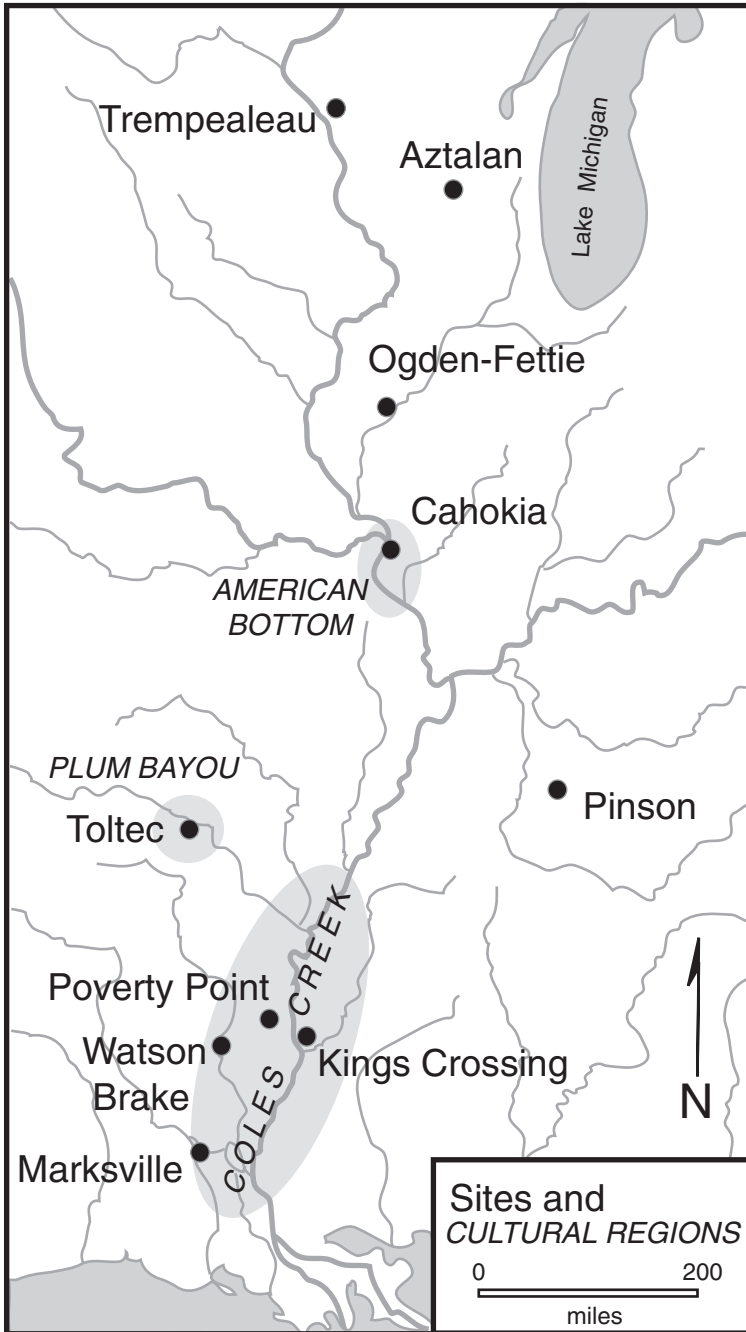 Trempealeau
Aztalan
Lake Michigan
Ogden-Fettie
Cahokia
AMERICAN
BOTTOM
PLUM BAYOU
Toltec
Pinson
COLES CREEK
Poverty Point
Watson
Brake
Kings Crossing
Marksville
N
Sites and
CULTURAL REGIONS
0 200
miles